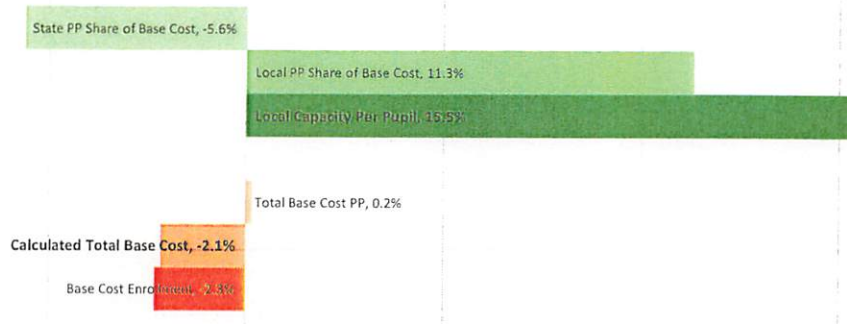 State PP Share of Base Cost, -5.6%
Local PP Share of Base Cost, 11.3%
Local Capacity Per Pupil, 15.5%
Total Base Cost PP, 0.2%
Calculated Total Base Cost, -2.1%
Base Cost Enrollment, -2.3%